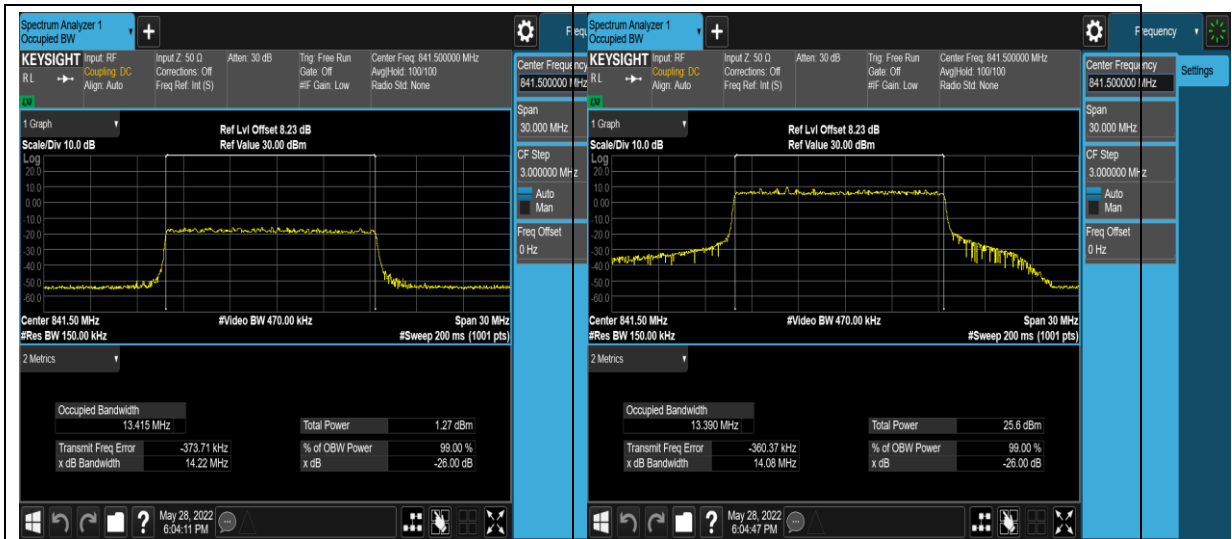 Spectrum Analyzer 1
Occupied BW
+
KEYSIGHT Input: RF
R L
Coupling: DC
Align: Auto
Input Z: 50 Ω
Corrections: Off
Freq Ref: Int (S)
Atten: 30 dB
Trig: Free Run
Gate: Off
#IF Gain: Low
Center Freq: 841.500000 MHz
Avg|Hold: 100/100
Radio Std: None
1 Graph
Scale/Div 10.0 dB
Ref Lvl Offset 8.23 dB
Ref Value 30.00 dBm
Log
20.0
10.0
0.00
-10.0
-20.0
-30.0
-40.0
-50.0
-60.0
Center 841.50 MHz
#Video BW 470.00 kHz
Span 30 MHz
#Res BW 150.00 kHz
#Sweep 200 ms (1001 pts)
2 Metrics
Occupied Bandwidth
13.415 MHz
Total Power 1.27 dBm
Transmit Freq Error -373.71 kHz
% of OBW Power 99.00 %
x dB Bandwidth 14.22 MHz
x dB -26.00 dB
?
May 28, 2022
6:04:11 PM
Frequ
Center Frequency
841.500000 MHz
Span
30.000 MHz
CF Step
3.000000 MHz
Auto
Man
Freq Offset
0 Hz
Spectrum Analyzer 1
Occupied BW
+
KEYSIGHT Input: RF
R L
Coupling: DC
Align: Auto
Input Z: 50 Ω
Corrections: Off
Freq Ref: Int (S)
Atten: 30 dB
Trig: Free Run
Gate: Off
#IF Gain: Low
Center Freq: 841.500000 MHz
Avg|Hold: 100/100
Radio Std: None
1 Graph
Scale/Div 10.0 dB
Ref Lvl Offset 8.23 dB
Ref Value 30.00 dBm
Log
20.0
10.0
0.00
-10.0
-20.0
-30.0
-40.0
-50.0
-60.0
Center 841.50 MHz
#Video BW 470.00 kHz
Span 30 MHz
#Res BW 150.00 kHz
#Sweep 200 ms (1001 pts)
2 Metrics
Occupied Bandwidth
13.390 MHz
Total Power 25.6 dBm
Transmit Freq Error -360.37 kHz
% of OBW Power 99.00 %
x dB Bandwidth 14.08 MHz
x dB -26.00 dB
?
May 28, 2022
6:04:47 PM
Frequency
Center Frequency
841.500000 MHz
Settings
Span
30.000 MHz
CF Step
3.000000 MHz
Auto
Man
Freq Offset
0 Hz